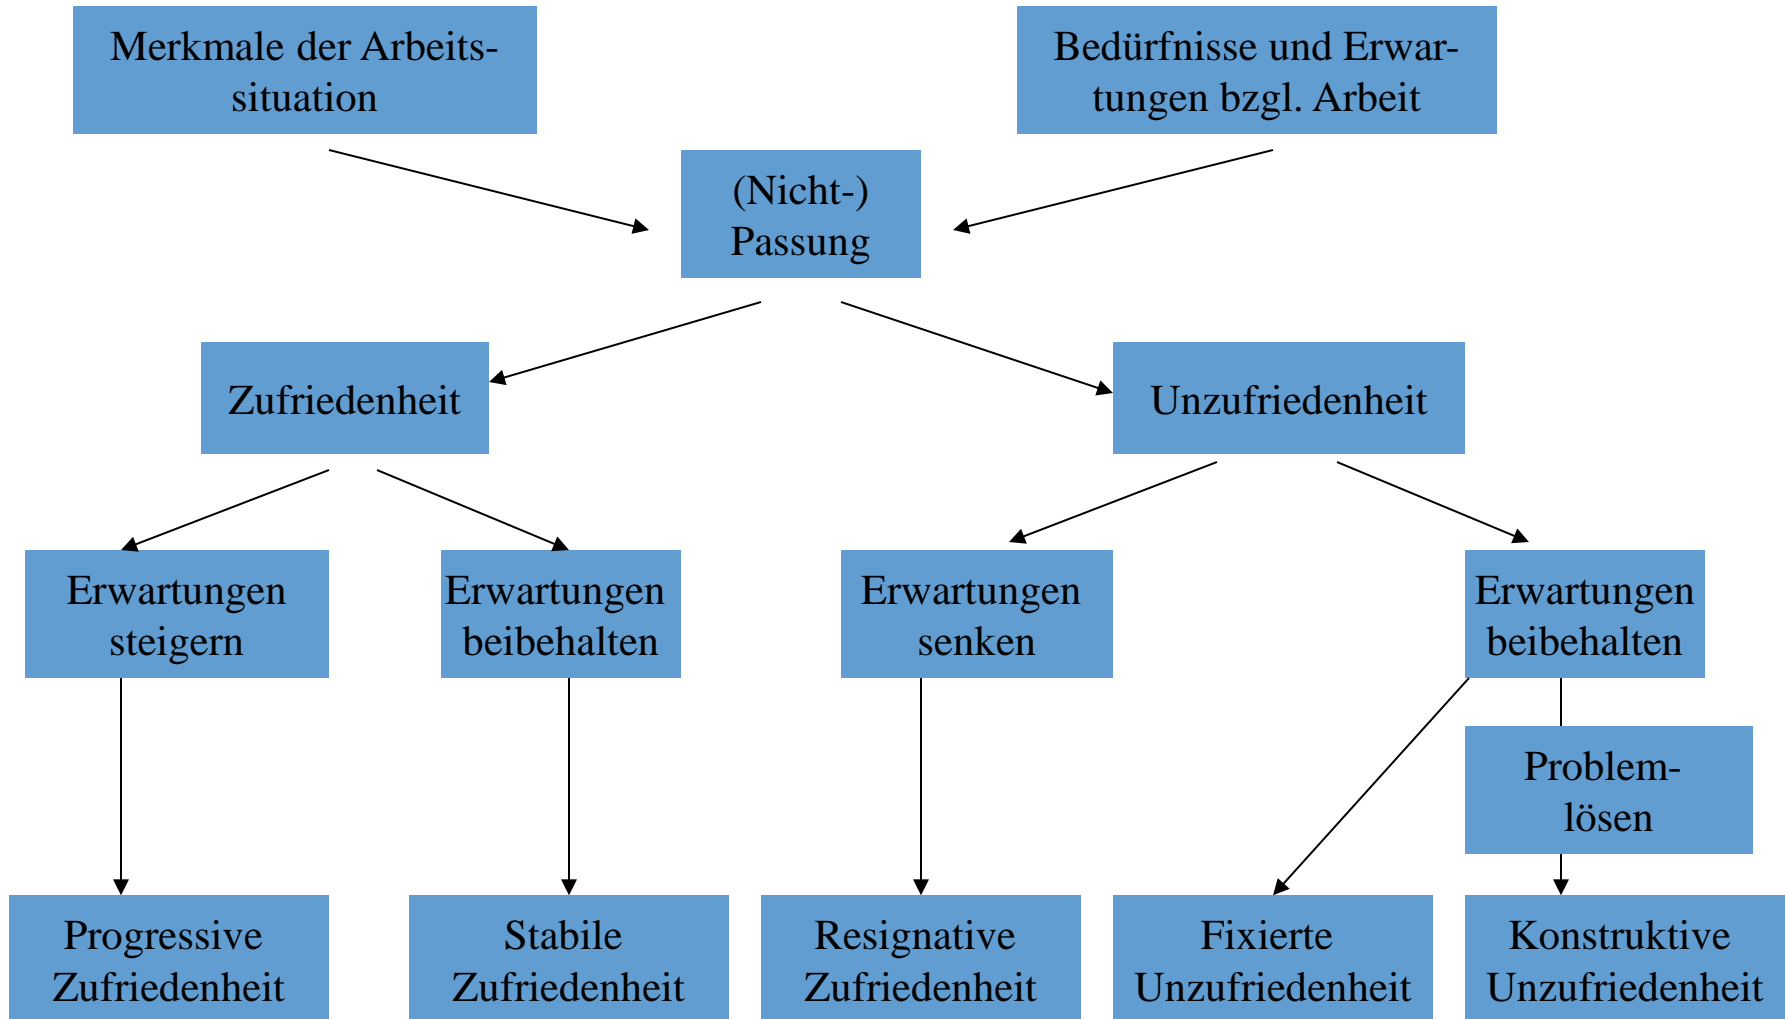 Merkmale der Arbeits-
situation
Bedürfnisse und Erwar-
tungen bzgl. Arbeit
(Nicht-)
Passung
Zufriedenheit
Unzufriedenheit
Erwartungen
steigern
Erwartungen
beibehalten
Erwartungen
senken
Erwartungen
beibehalten
Problem-
lösen
Progressive
Zufriedenheit
Stabile
Zufriedenheit
Resignative
Zufriedenheit
Fixierte
Unzufriedenheit
Konstruktive
Unzufriedenheit